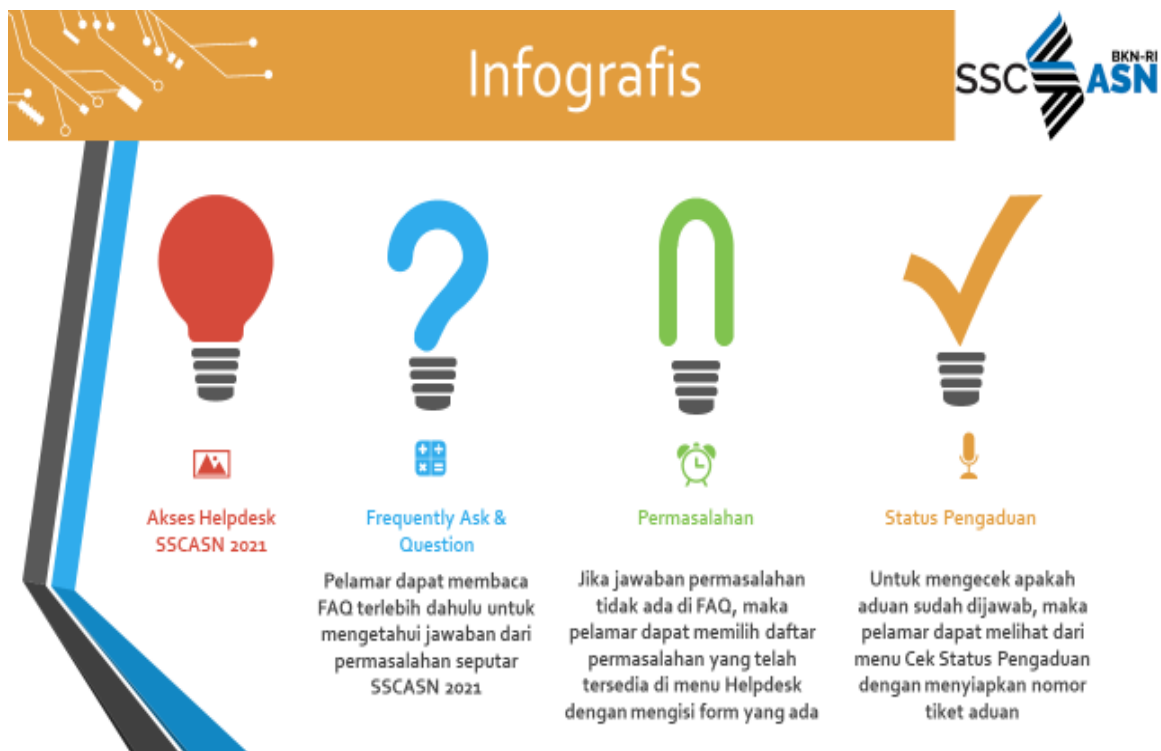 Infografis
BKN-RI
SSC ASN
Akses Helpdesk
SSCASN 2021
Frequently Ask &
Question
Pelamar dapat membaca
FAQ terlebih dahulu untuk
mengetahui jawaban dari
permasalahan seputar
SSCASN 2021
Permasalahan
Jika jawaban permasalahan
tidak ada di FAQ, maka
pelamar dapat memilih daftar
permasalahan yang telah
tersedia di menu Helpdesk
dengan mengisi form yang ada
Status Pengaduan
Untuk mengecek apakah
aduan sudah dijawab, maka
pelamar dapat melihat dari
menu Cek Status Pengaduan
dengan menyiapkan nomor
tiket aduan